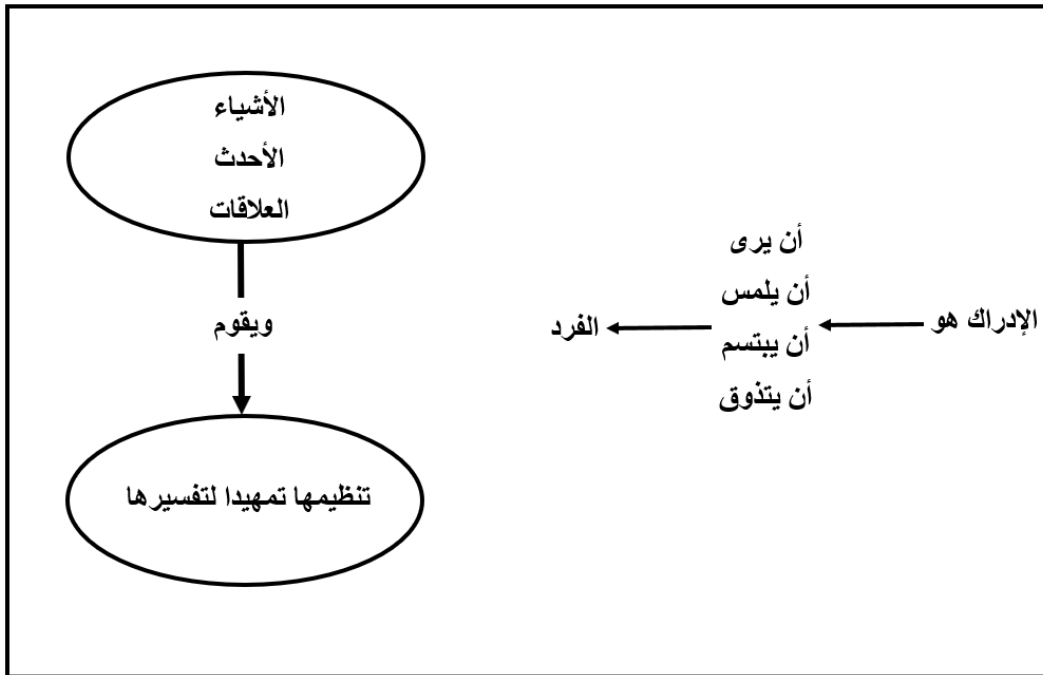 الإدراك هو
أن يرى
أن يلمس
أن يبتسم
أن يتذوق
الفرد
الأشياء
الأحدث
العلاقات
ويقوم
تنظيمها تمهيدا لتفسيرها